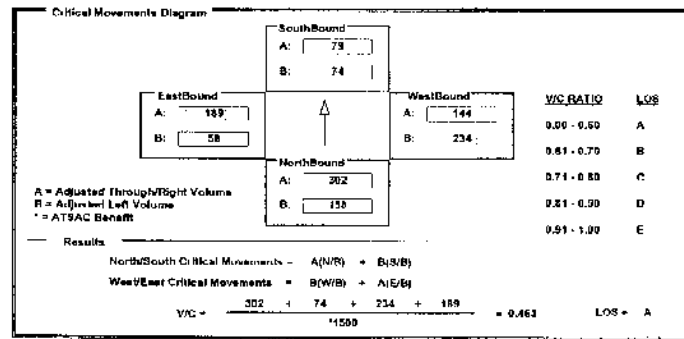 Critical Movements Diagram
SouthBound
A: 79
B: 74
EastBound
A: 189
B: 58
WestBound
A: 144
B: 234
NorthBound
A: 302
B:
V/C RATIO LOS
0.00 - 0.60 A
0.61 - 0.70 B
0.71 - 0.80 C
0.81 - 0.90 D
0.91 - 1.00 E
A = Adjusted Through/Right Volume
B = Adjusted Left Volume
* = ATSAC Benefit
Results
North/South Critical Movements = A(N/B) + B(S/B)
West/East Critical Movements = B(W/B) + A(E/B)
V/C = 302 + 74 + 234 + 189 = 0.463 LOS = A
*1500